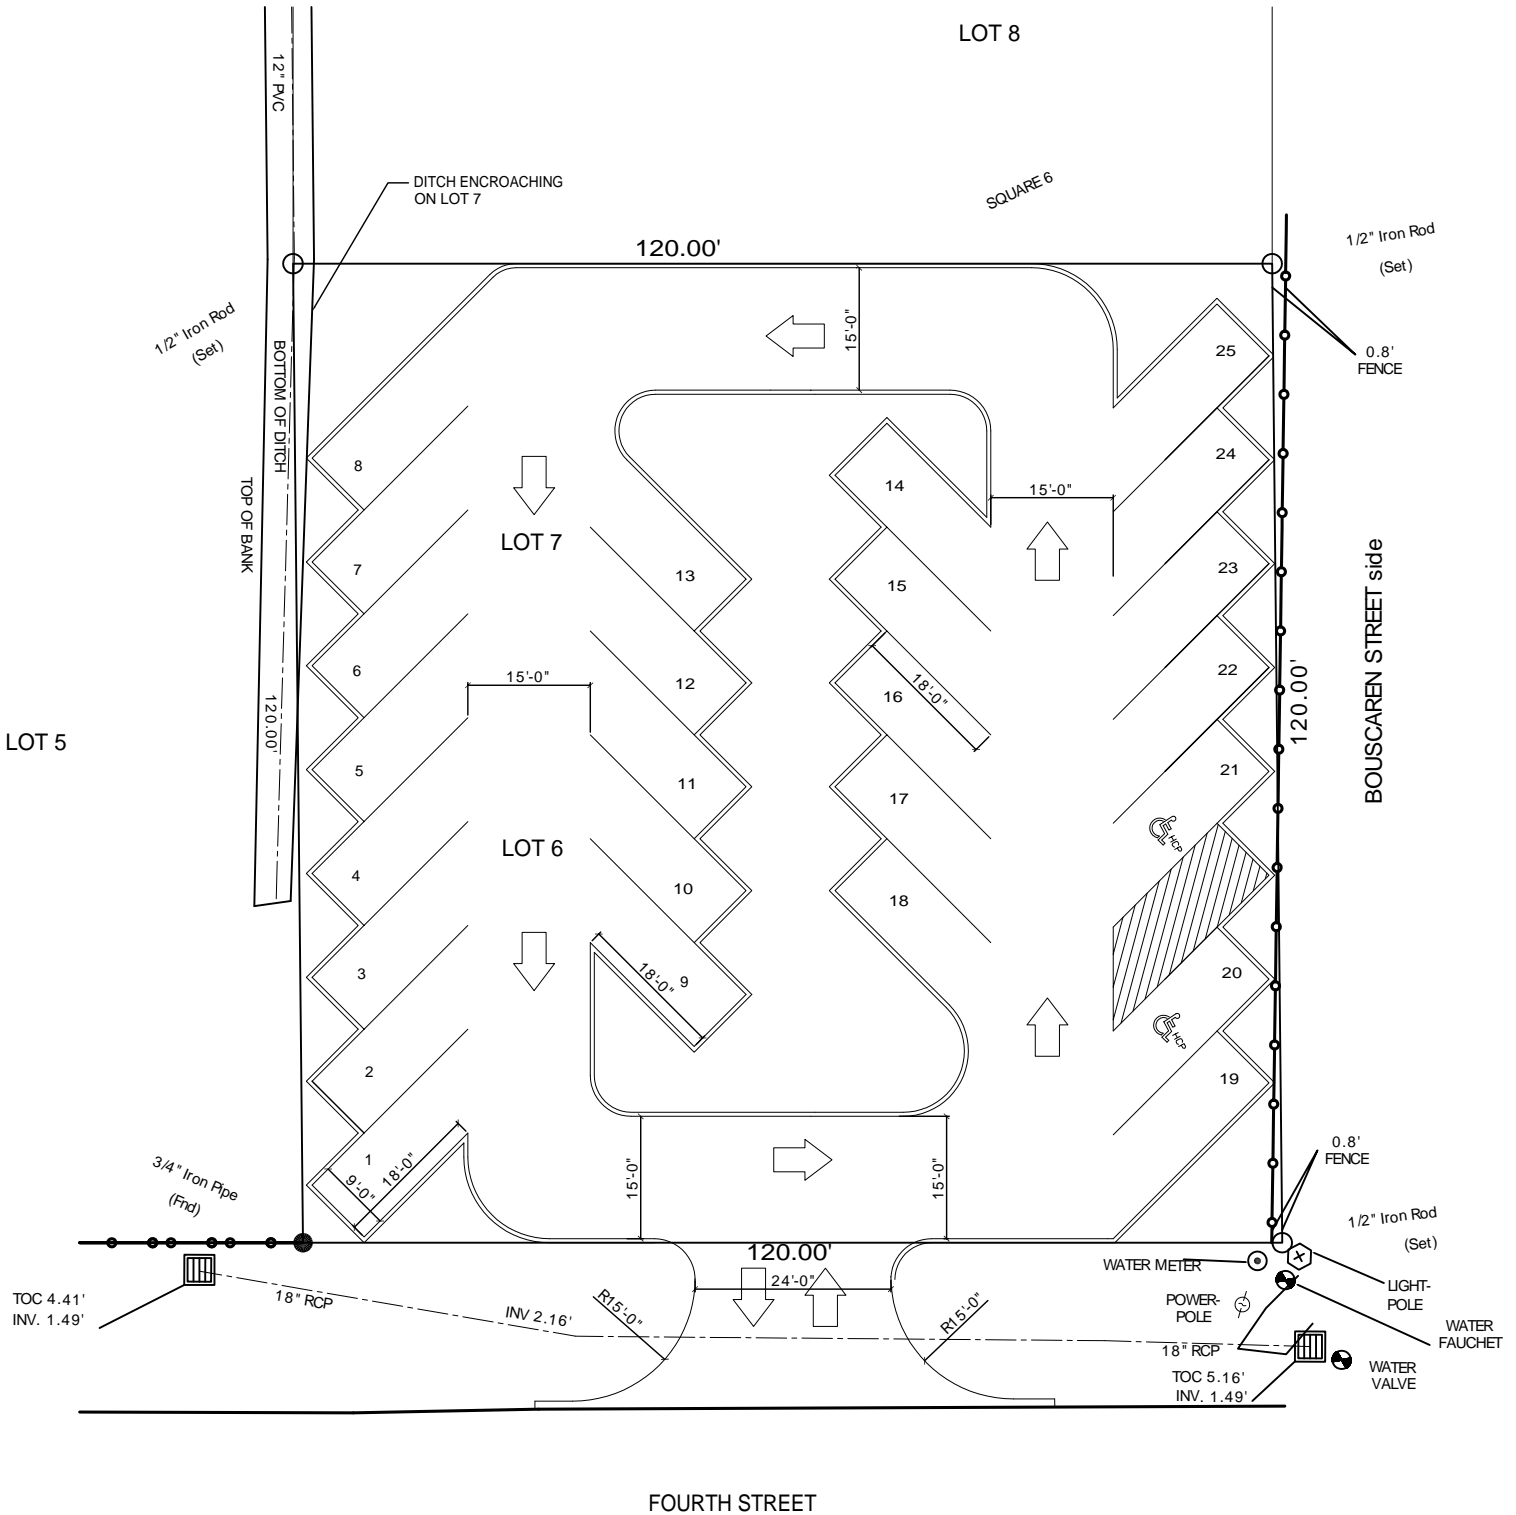 LOT 8
12" PVC
DITCH ENCROACHING
ON LOT 7
SQUARE 6
120.00'
1/2" Iron Rod
(Set)
1/2" Iron Rod
(Set)
15'-0"
0.8'
FENCE
25
BOTTOM OF DITCH
TOP OF BANK
8
24
14
15'-0"
LOT 7
7
13
15
23
BOUSCAREN STREET side
6
15'-0"
12
16
18'-0"
22
120.00'
120.00'
LOT 5
5
11
17
21
HCP
LOT 6
4
10
18
3
18'-0"
9
20
HCP
2
19
1
9'-0"
18'-0"
15'-0"
15'-0"
0.8'
FENCE
3/4" Iron Pipe
(Fnd)
1/2" Iron Rod
(Set)
120.00'
24'-0"
WATER METER
LIGHT-
POLE
POWER-
POLE
TOC 4.41'
INV. 1.49'
18" RCP
INV 2.16'
R15'-0"
R15'-0"
WATER
FAUCHET
18" RCP
WATER
VALVE
TOC 5.16'
INV. 1.49'
FOURTH STREET